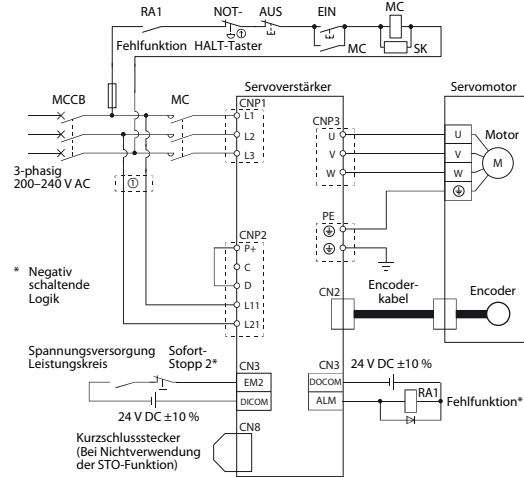 RA1
NOT-
AUS
EIN
MC
Fehlfunktion
HALT-Taster
①
MC
SK
Servoverstärker
Servomotor
MCCB
MC
CNP1
L1
L2
L3
CNP3
U
V
W
U
V
W
Motor
M
3-phasig
200–240 V AC
①
PE
CNP2
P+
C
D
L11
L21
* Negativ
schaltende
Logik
CN2
Encoder-
kabel
Encoder
Spannungsversorgung
Leistungskreis
Sofort-
Stopp 2*
CN3
EM2
DICOM
24 V DC ±10 %
CN3
DOCOM
ALM
24 V DC ±10 %
RA1
Fehlfunktion*
CN8
Kurzschlussstecker
(Bei Nichtverwendung
der STO-Funktion)